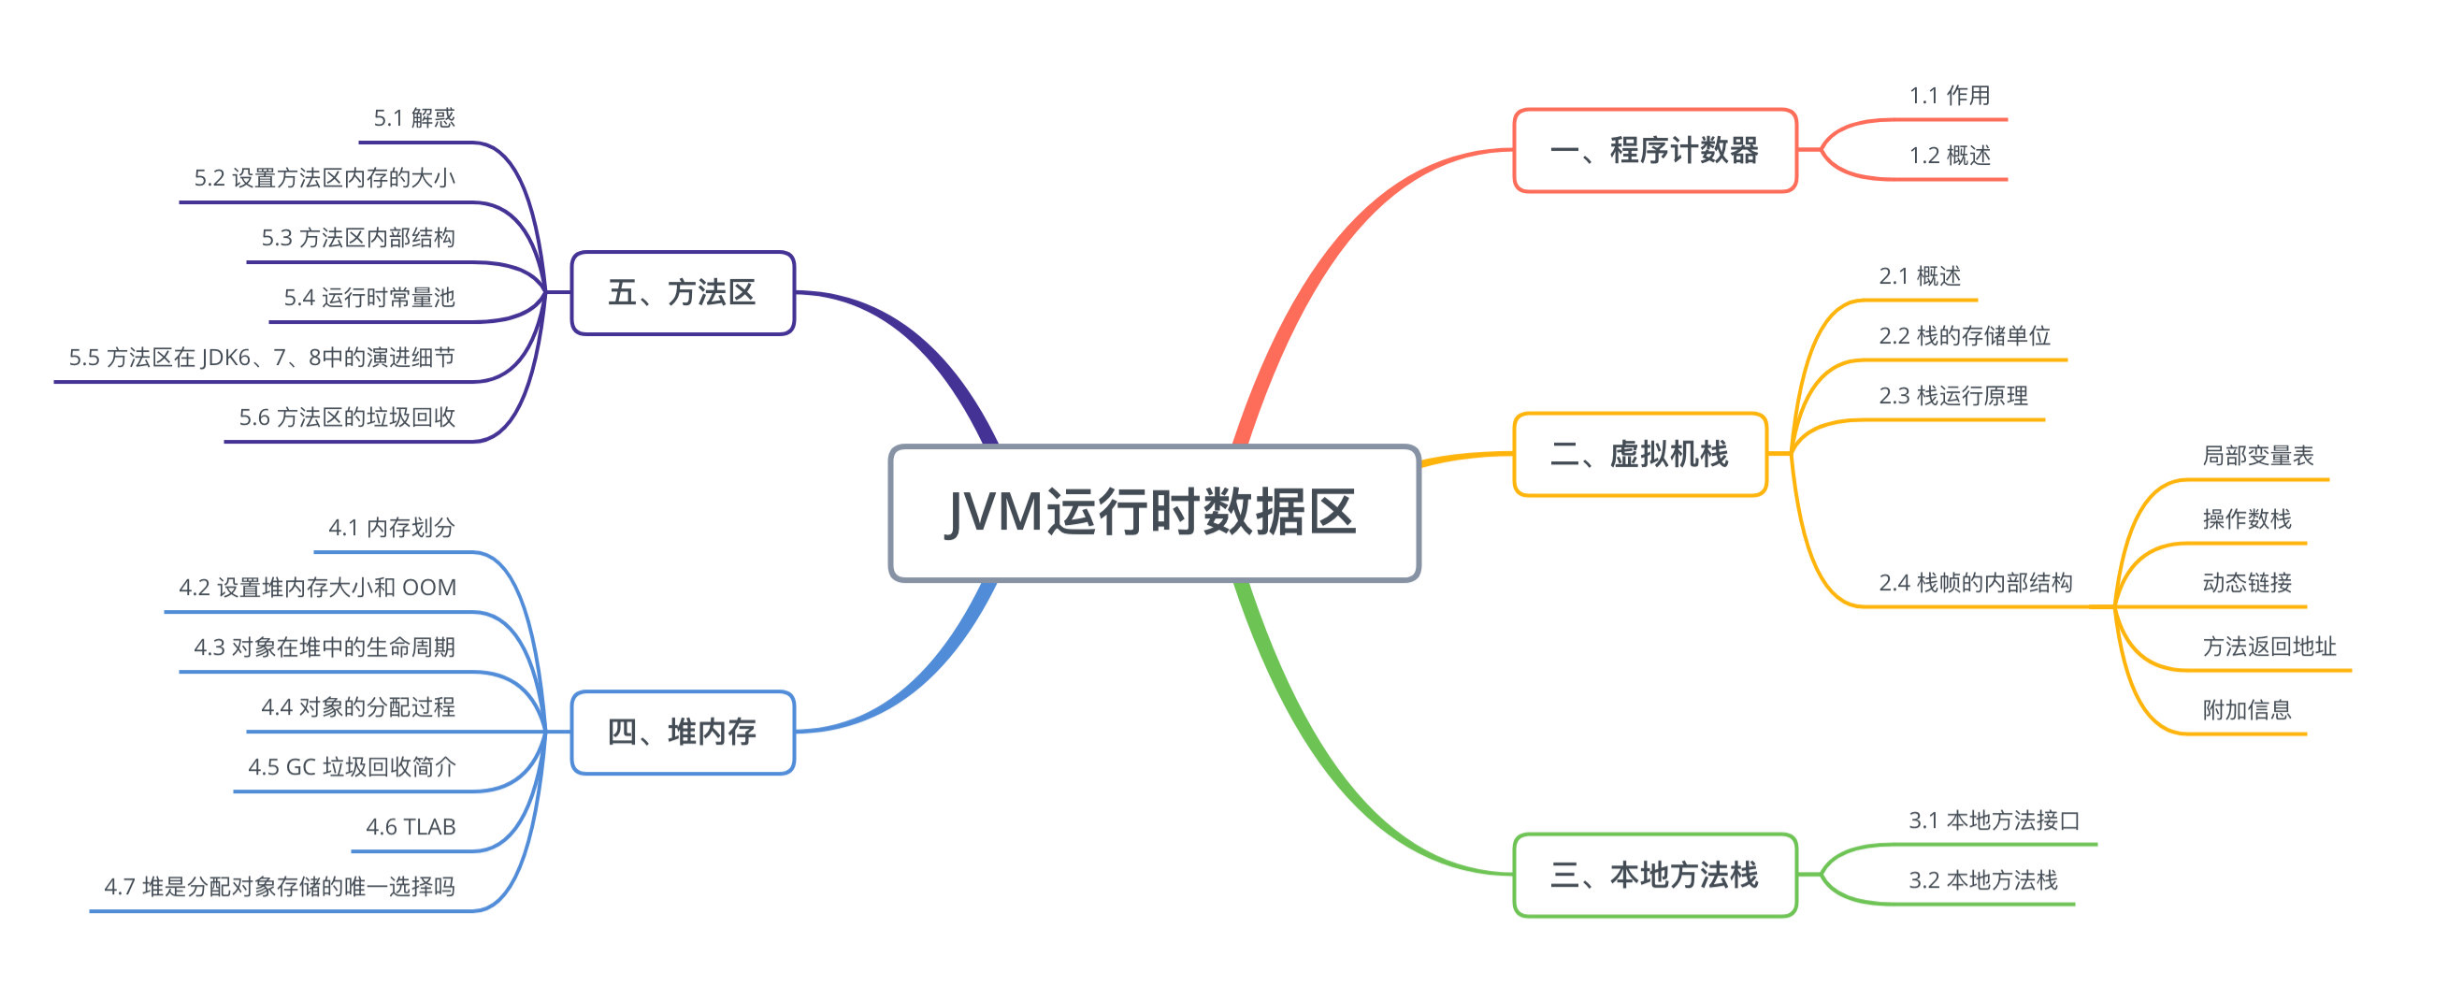 JVM运行时数据区
一、程序计数器
1.1 作用
1.2 概述
二、虚拟机栈
2.1 概述
2.2 栈的存储单位
2.3 栈运行原理
2.4 栈帧的内部结构
局部变量表
操作数栈
动态链接
方法返回地址
附加信息
三、本地方法栈
3.1 本地方法接口
3.2 本地方法栈
四、堆内存
4.1 内存划分
4.2 设置堆内存大小和 OOM
4.3 对象在堆中的生命周期
4.4 对象的分配过程
4.5 GC 垃圾回收简介
4.6 TLAB
4.7 堆是分配对象存储的唯一选择吗
五、方法区
5.1 解惑
5.2 设置方法区内存的大小
5.3 方法区内部结构
5.4 运行时常量池
5.5 方法区在 JDK6、7、8中的演进细节
5.6 方法区的垃圾回收